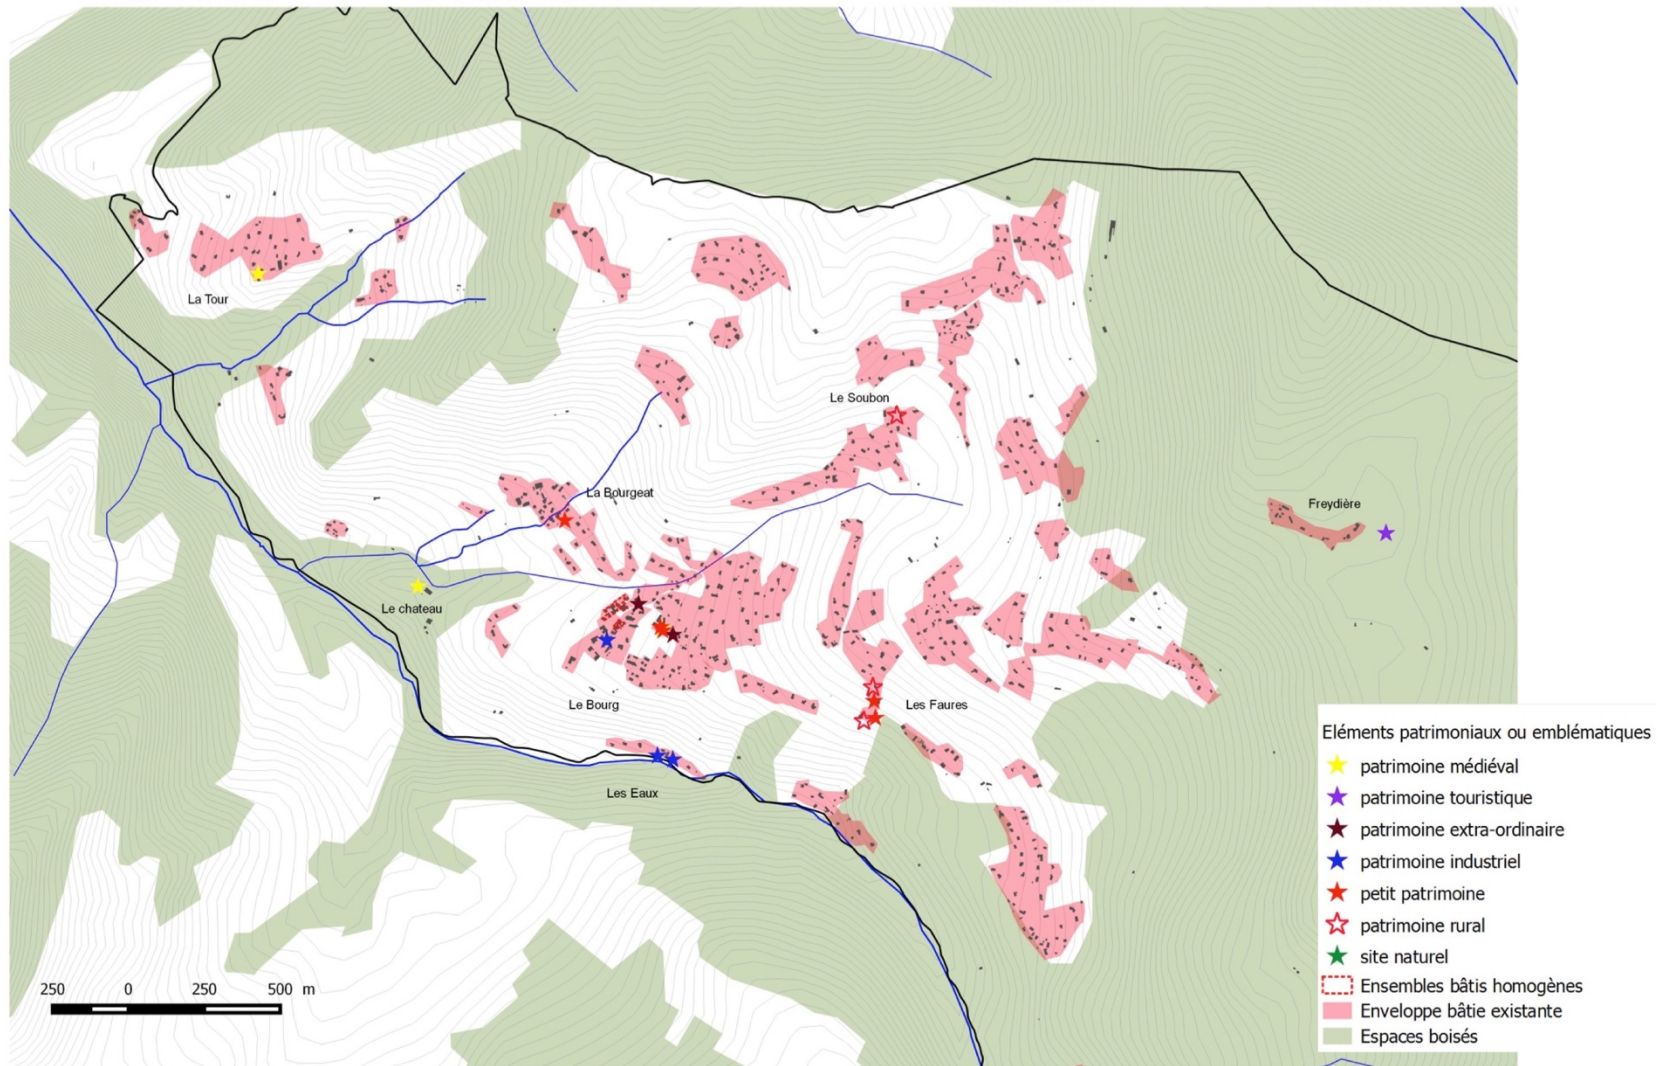 La Tour
Le Soubon
La Bourgeat
Freydière
Le chateau
Le Bourg
Les Faures
Les Eaux
250 0 250 500 m
Eléments patrimoniaux ou emblématiques
patrimoine médiéval
patrimoine touristique
patrimoine extra-ordinaire
patrimoine industriel
petit patrimoine
patrimoine rural
site naturel
Ensembles bâtis homogènes
Enveloppe bâtie existante
Espaces boisés